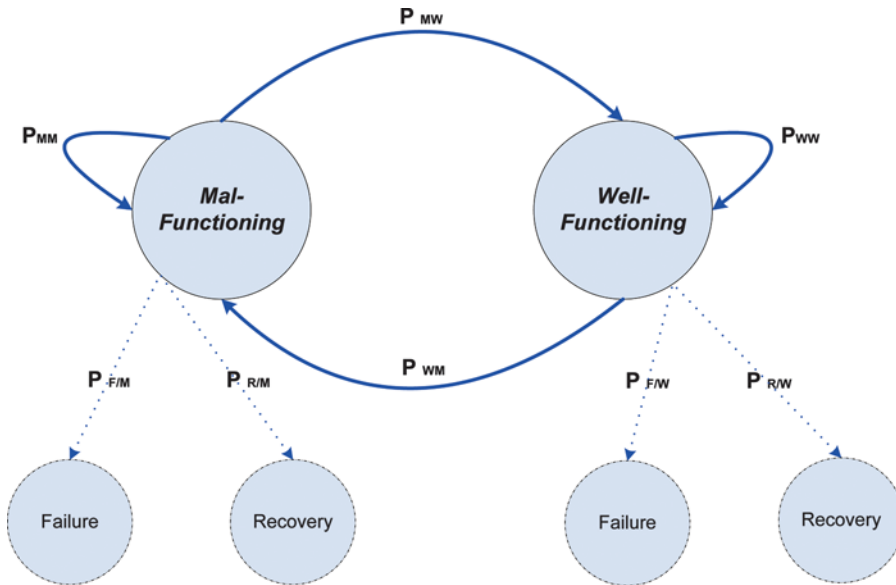 P MW
PMM
PWW
Mal-
Functioning
Well-
Functioning
P WM
P F/M
P R/M
P F/W
P R/W
Failure
Recovery
Failure
Recovery